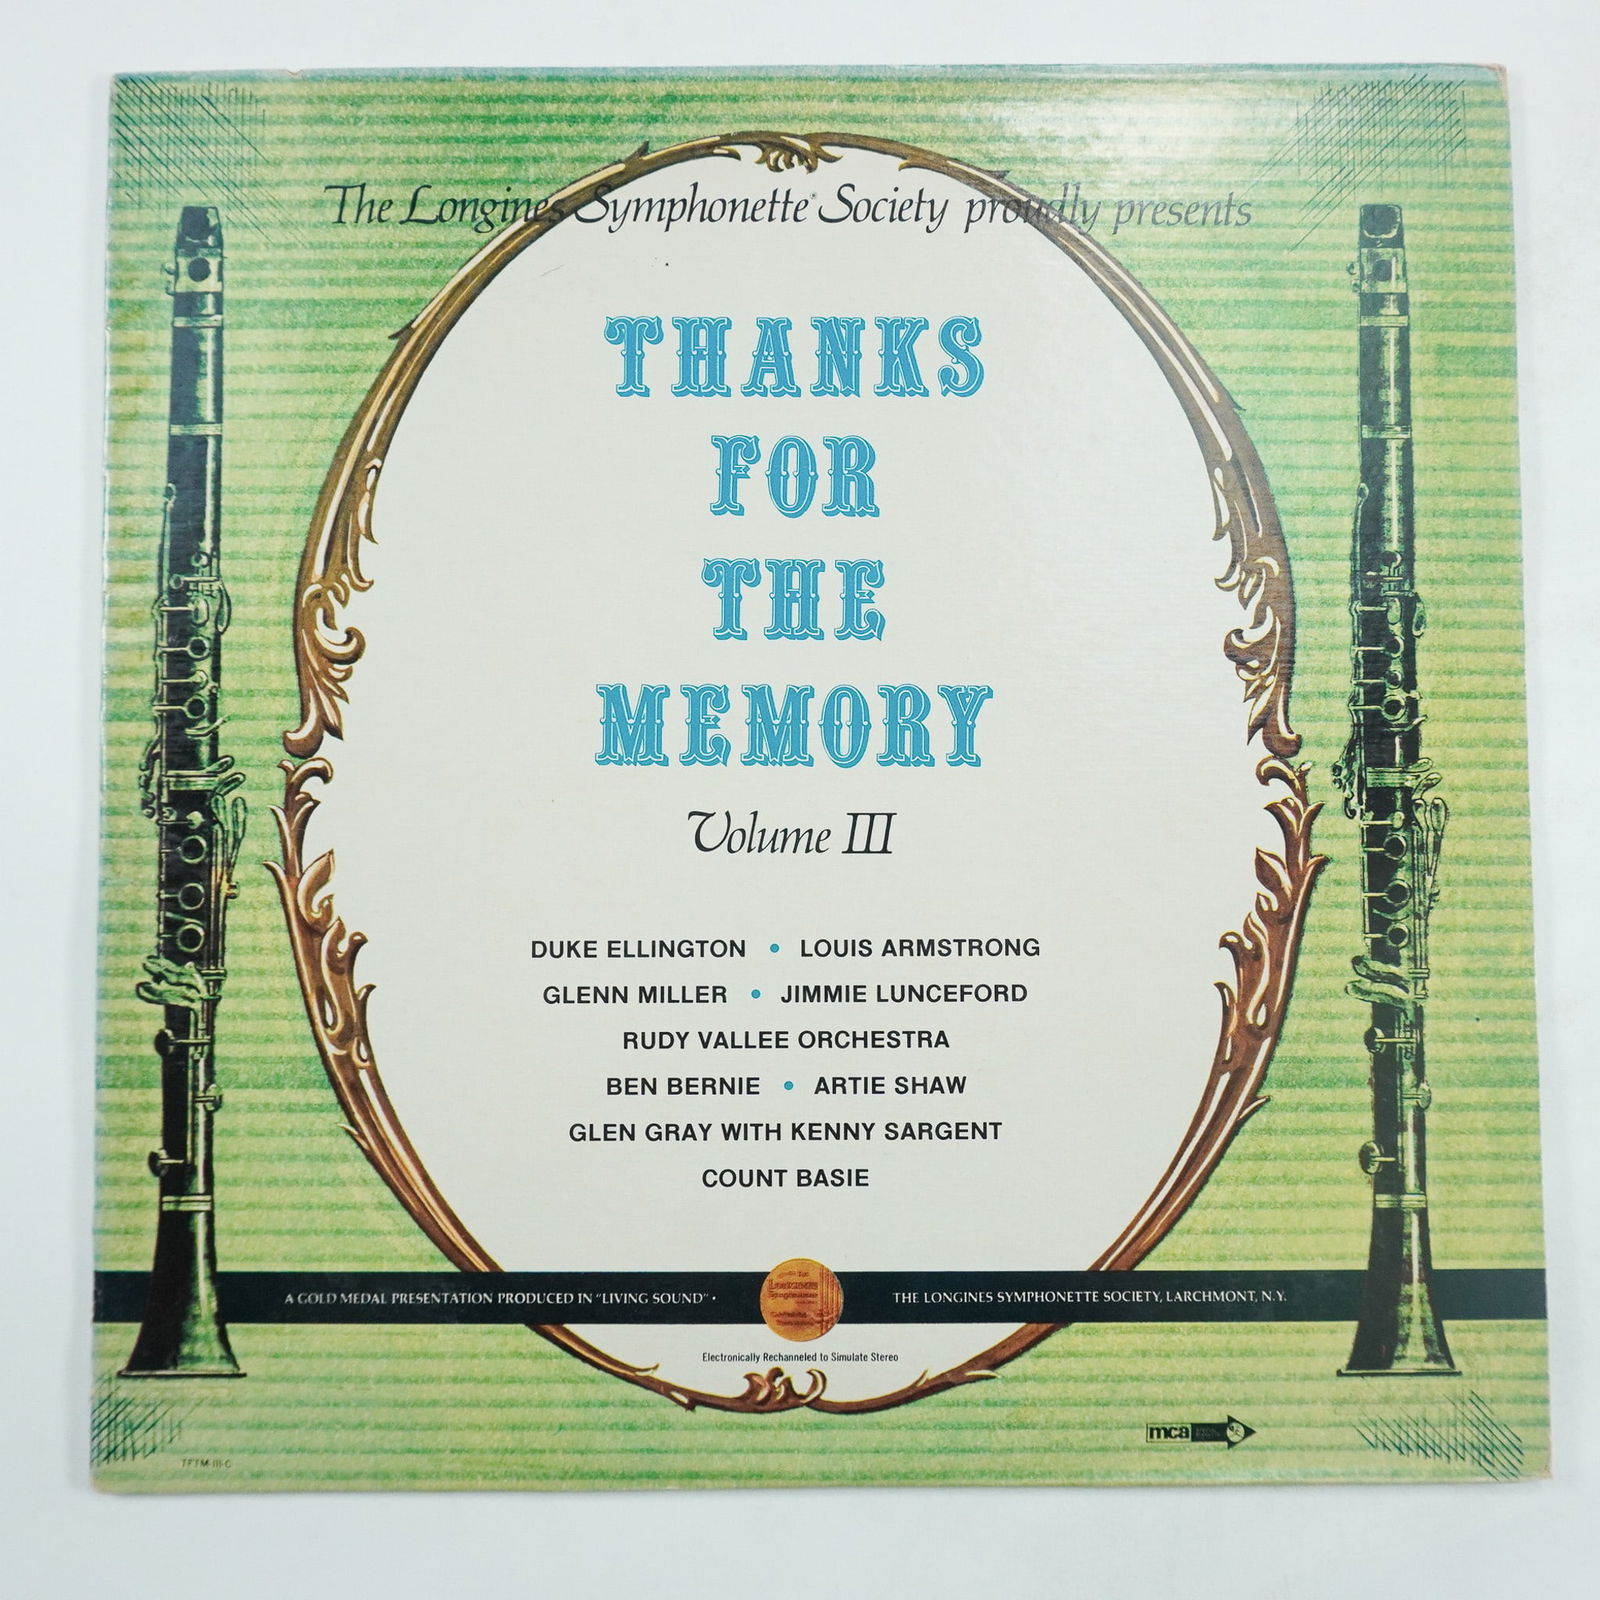 The Longines Symphonette® Society proudly presents
THANKS
FOR
THE
MEMORY
Volume III
DUKE ELLINGTON • LOUIS ARMSTRONG
GLENN MILLER • JIMMIE LUNCEFORD
RUDY VALLEE ORCHESTRA
BEN BERNIE • ARTIE SHAW
GLEN GRAY WITH KENNY SARGENT
COUNT BASIE
A GOLD MEDAL PRESENTATION PRODUCED IN "LIVING SOUND" •
THE LONGINES SYMPHONETTE SOCIETY, LARCHMONT, N.Y.
Electronically Rechanneled to Simulate Stereo
mca
TFTM-III-C